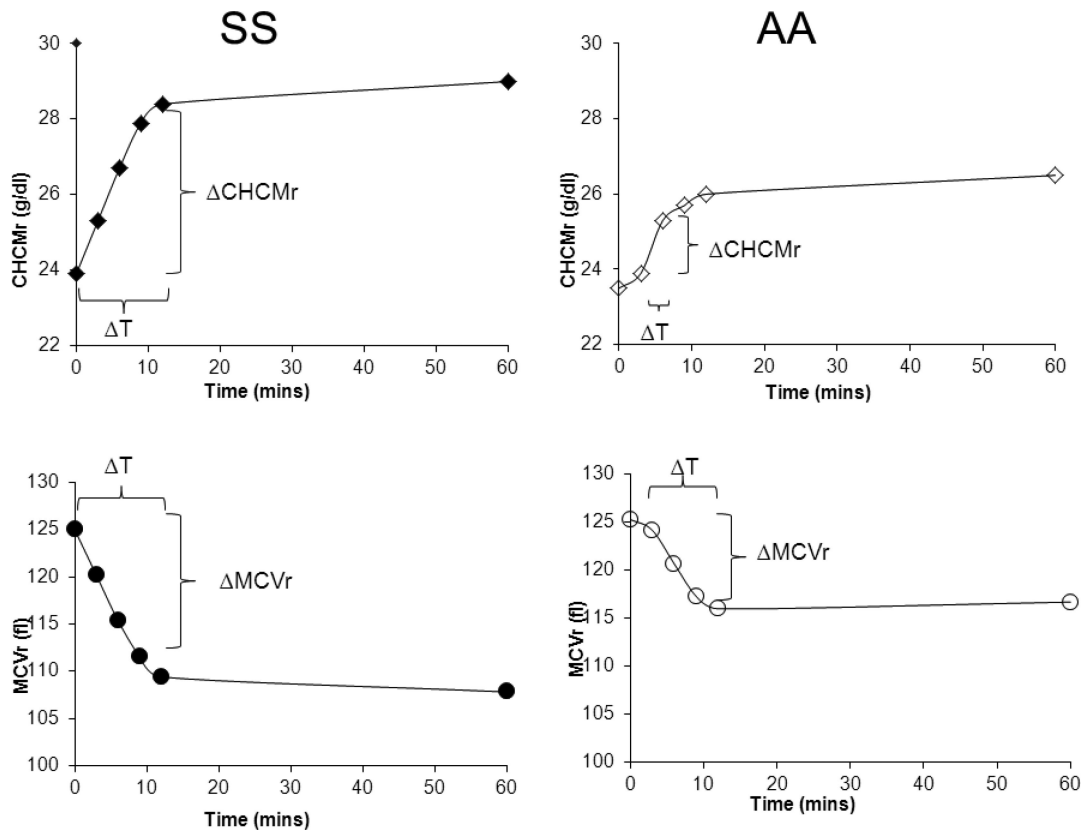 SS
30
28
26
24
22
CHCMr (g/dl)
ΔCHCMr
ΔT
0 10 20 30 40 50 60
Time (mins)
AA
30
28
26
24
22
CHCMr (g/dl)
ΔCHCMr
ΔT
0 10 20 30 40 50 60
Time (mins)
130
125
120
115
110
105
100
MCVr (fl)
ΔT
ΔMCVr
0 10 20 30 40 50 60
Time (mins)
130
125
120
115
110
105
100
MCVr (fl)
ΔT
ΔMCVr
0 10 20 30 40 50 60
Time (mins)